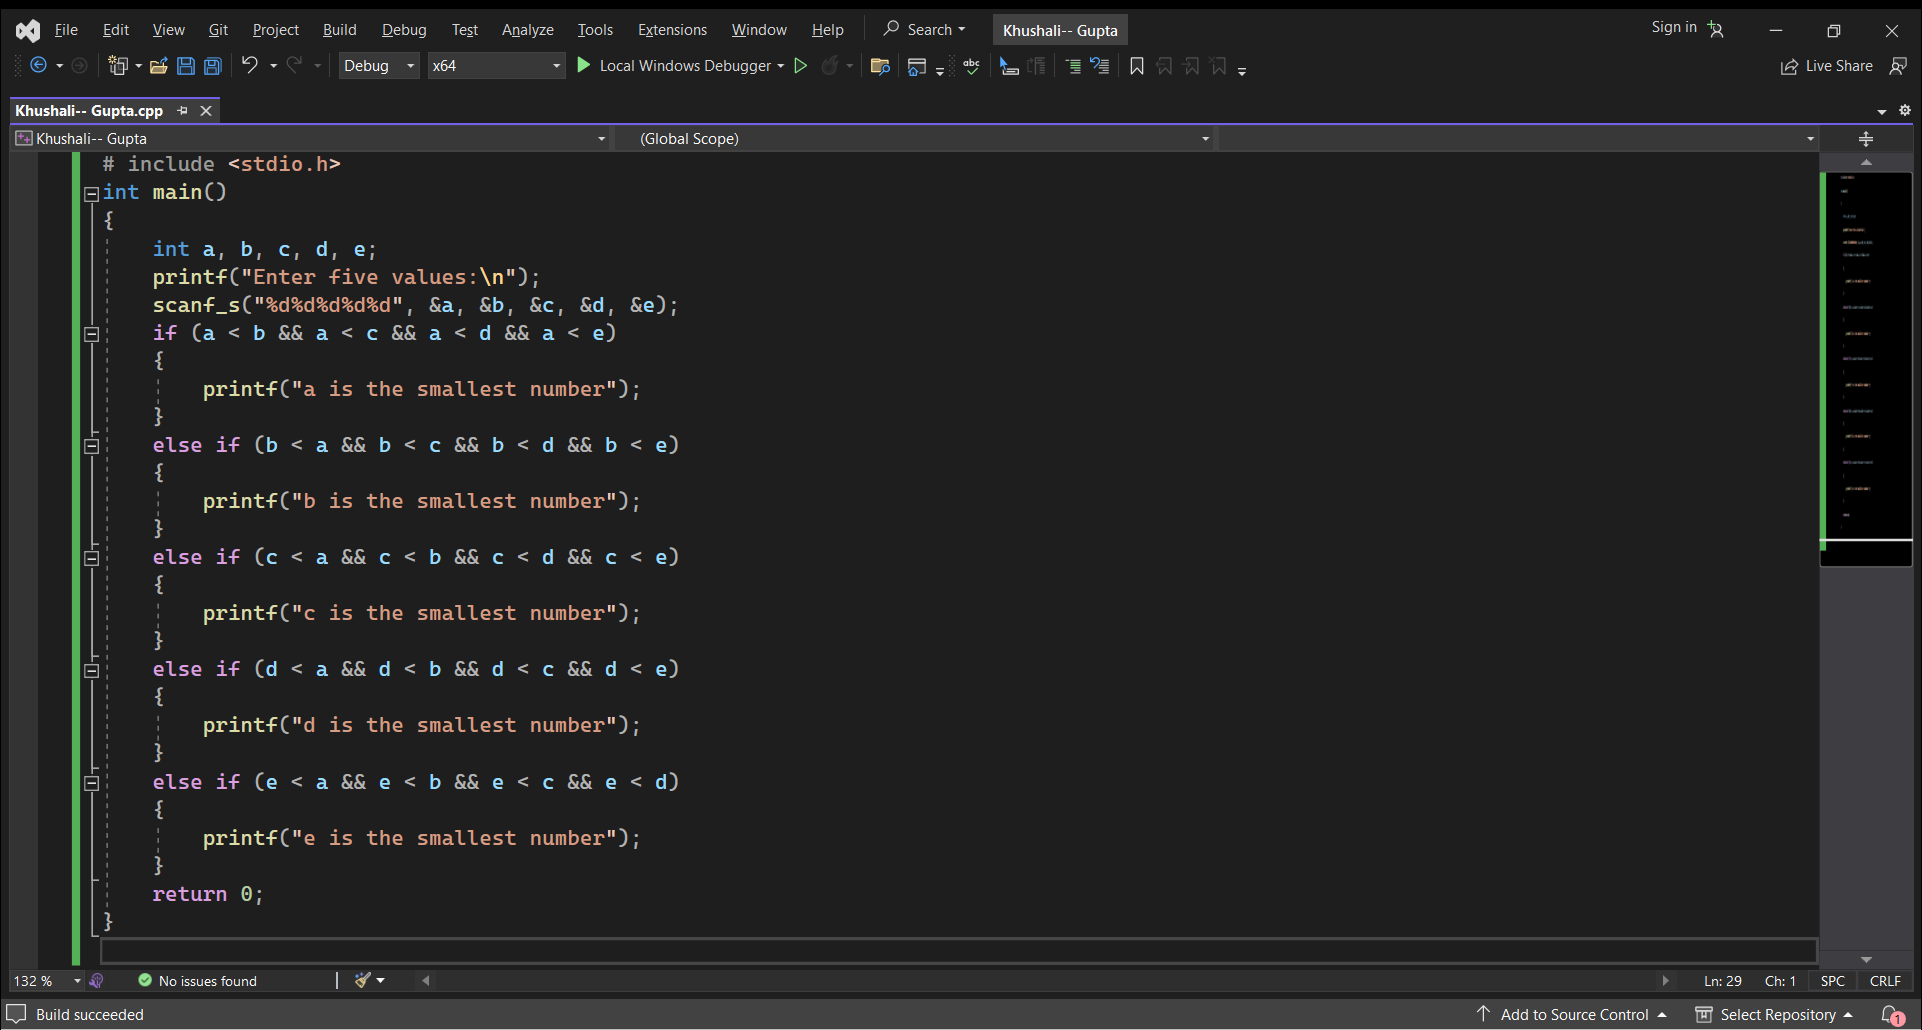 File Edit View Git Project Build Debug Test Analyze Tools Extensions Window Help Search Khushali-- Gupta Sign in
Debug x64 Local Windows Debugger abc Live Share
Khushali-- Gupta.cpp
Khushali-- Gupta (Global Scope)
# include <stdio.h>
int main()
{
    int a, b, c, d, e;
    printf("Enter five values:\n");
    scanf_s("%d%d%d%d%d", &a, &b, &c, &d, &e);
    if (a < b && a < c && a < d && a < e)
    {
        printf("a is the smallest number");
    }
    else if (b < a && b < c && b < d && b < e)
    {
        printf("b is the smallest number");
    }
    else if (c < a && c < b && c < d && c < e)
    {
        printf("c is the smallest number");
    }
    else if (d < a && d < b && d < c && d < e)
    {
        printf("d is the smallest number");
    }
    else if (e < a && e < b && e < c && e < d)
    {
        printf("e is the smallest number");
    }
    return 0;
}
132 % No issues found Ln: 29 Ch: 1 SPC CRLF
Build succeeded Add to Source Control Select Repository 1